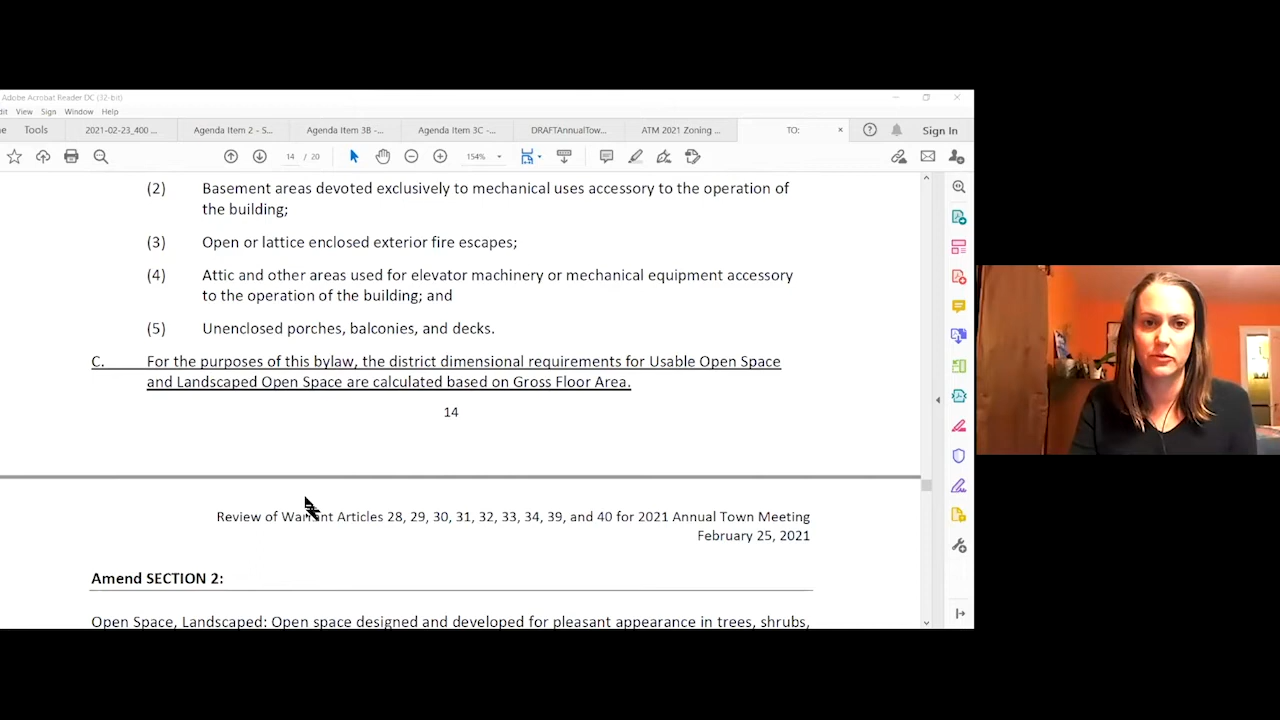 Adobe Acrobat Reader DC (32-bit)
dit View Sign Window Help
ne Tools 2021-02-23_400 ... Agenda Item 2 - S... Agenda Item 3B -... Agenda Item 3C -... DRAFTAnnualTow... ATM 2021 Zoning ... TO: × Sign In
14 / 20 154%
(2) Basement areas devoted exclusively to mechanical uses accessory to the operation of
the building;
(3) Open or lattice enclosed exterior fire escapes;
(4) Attic and other areas used for elevator machinery or mechanical equipment accessory
to the operation of the building; and
(5) Unenclosed porches, balconies, and decks.
C. For the purposes of this bylaw, the district dimensional requirements for Usable Open Space
and Landscaped Open Space are calculated based on Gross Floor Area.
14
Review of Warrant Articles 28, 29, 30, 31, 32, 33, 34, 39, and 40 for 2021 Annual Town Meeting
February 25, 2021
Amend SECTION 2:
Open Space, Landscaped: Open space designed and developed for pleasant appearance in trees, shrubs,